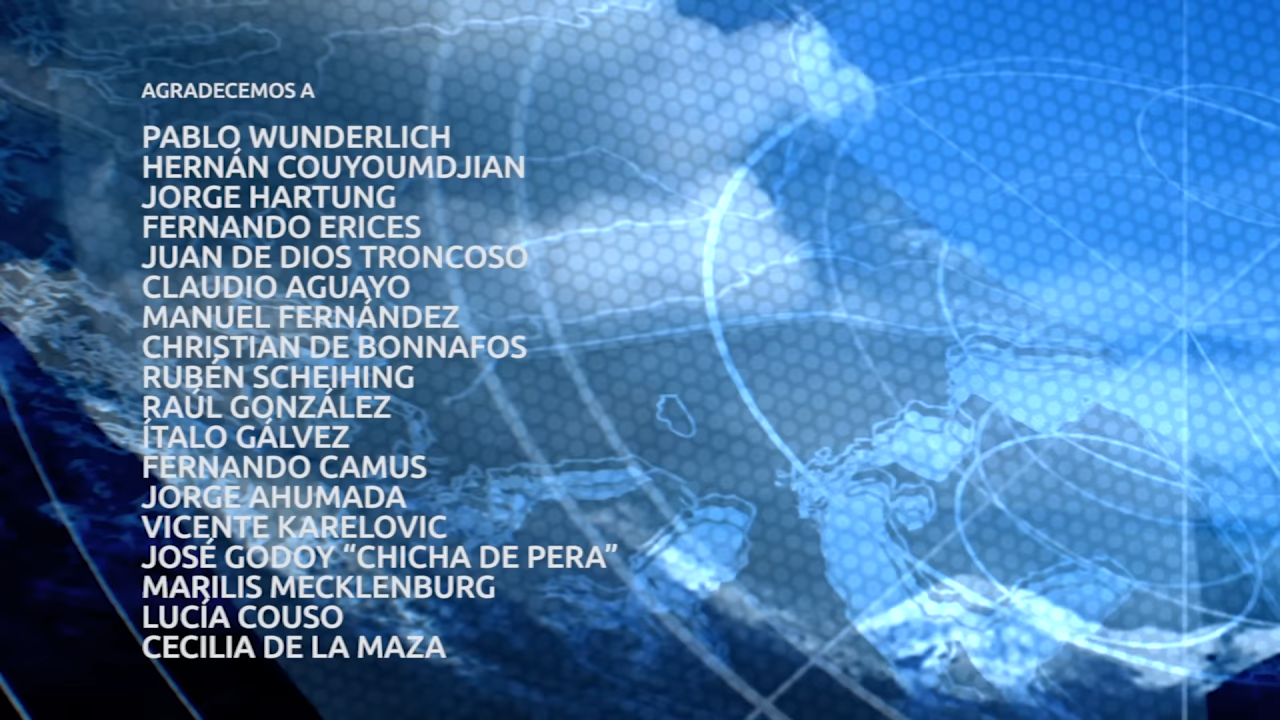 AGRADECEMOS A
PABLO WUNDERLICH
HERNÁN COUYOUMDJIAN
JORGE HARTUNG
FERNANDO ERICES
JUAN DE DIOS TRONCOSO
CLAUDIO AGUAYO
MANUEL FERNÁNDEZ
CHRISTIAN DE BONNAFOS
RUBÉN SCHEIHING
RAÚL GONZÁLEZ
ÍTALO GÁLVEZ
FERNANDO CAMUS
JORGE AHUMADA
VICENTE KARELOVIC
JOSÉ GODOY “CHICHA DE PERA”
MARILIS MECKLENBURG
LUCÍA COUSO
CECILIA DE LA MAZA